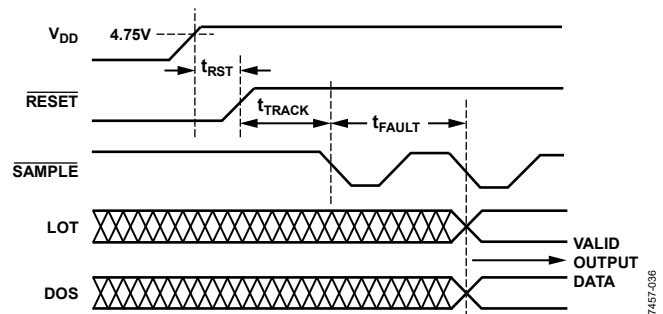 VDD
4.75V
tRST
RESET
tTRACK
tFAULT
SAMPLE
LOT
VALID
OUTPUT
DATA
DOS
7457-036